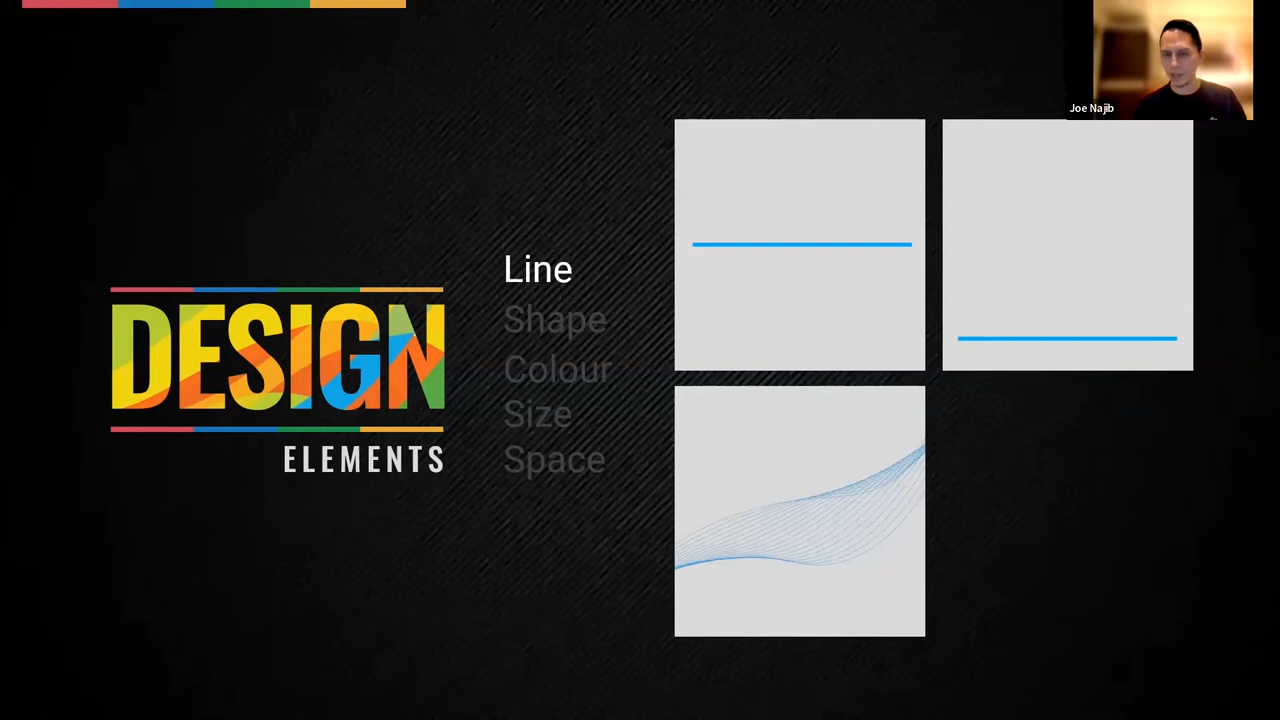 Joe Najib
DESIGN
ELEMENTS
Line
Shape
Colour
Size
Space